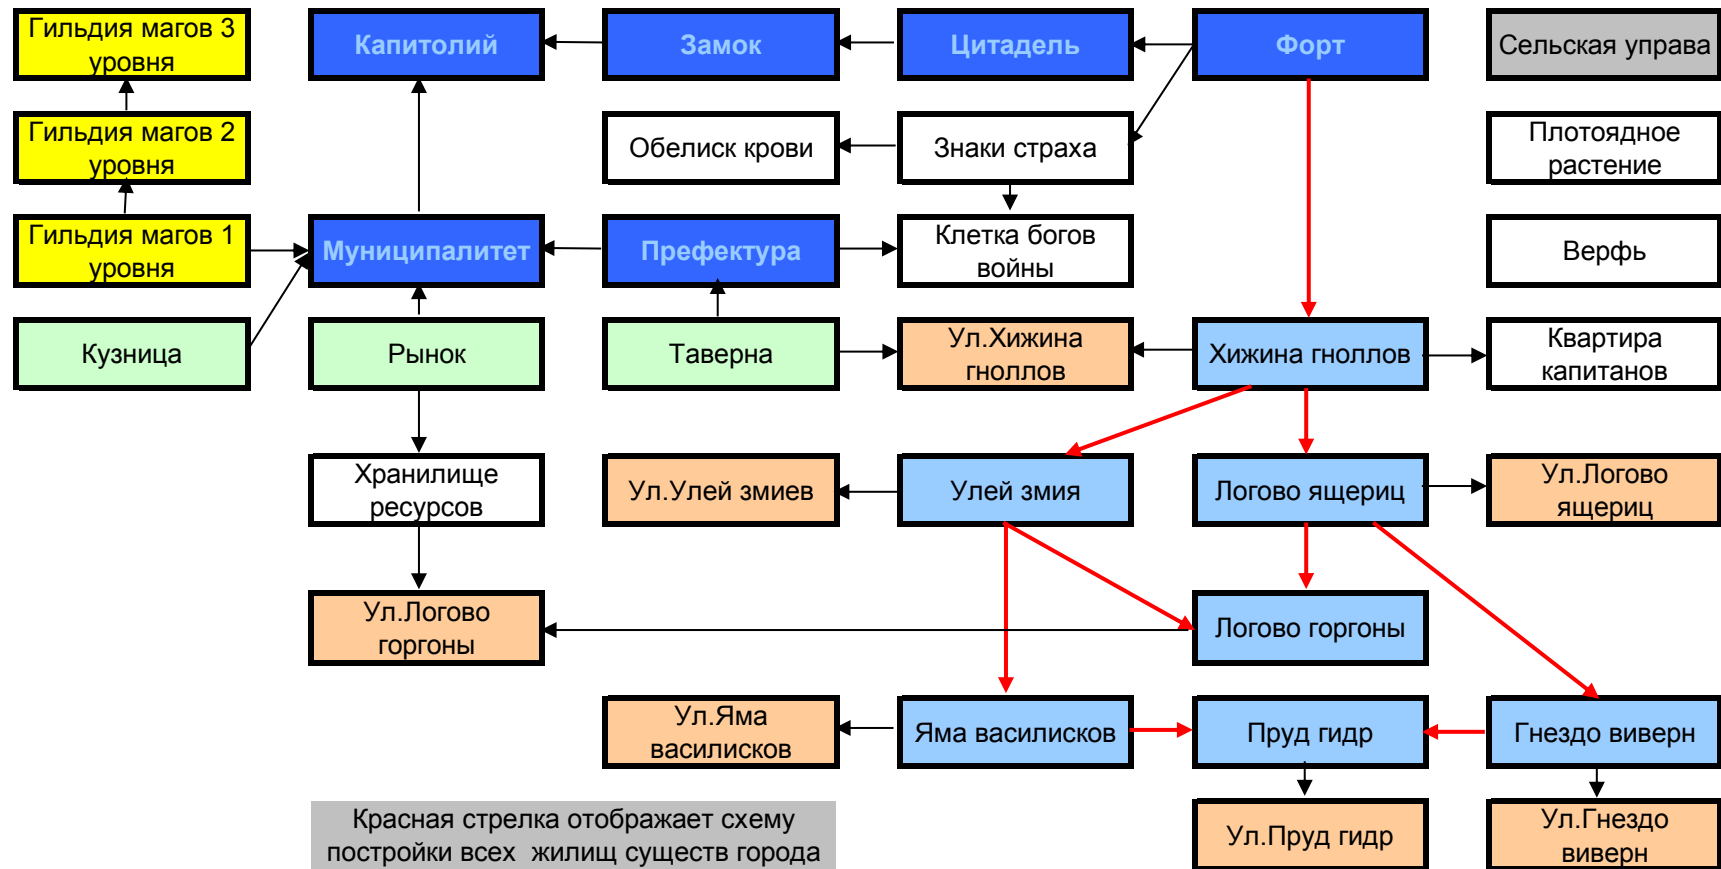 Гильдия магов 3
уровня
Капитолий
Замок
Цитадель
Форт
Сельская управа
Гильдия магов 2
уровня
Обелиск крови
Знаки страха
Плотоядное
растение
Гильдия магов 1
уровня
Муниципалитет
Префектура
Клетка богов
войны
Верфь
Кузница
Рынок
Таверна
Ул.Хижина
гноллов
Хижина гноллов
Квартира
капитанов
Хранилище
ресурсов
Ул.Улей змиев
Улей змия
Логово ящериц
Ул.Логово
ящериц
Ул.Логово
горгоны
Логово горгоны
Ул.Яма
василисков
Яма василисков
Пруд гидр
Гнездо виверн
Красная стрелка отображает схему
постройки всех жилищ существ города
Ул.Пруд гидр
Ул.Гнездо
виверн